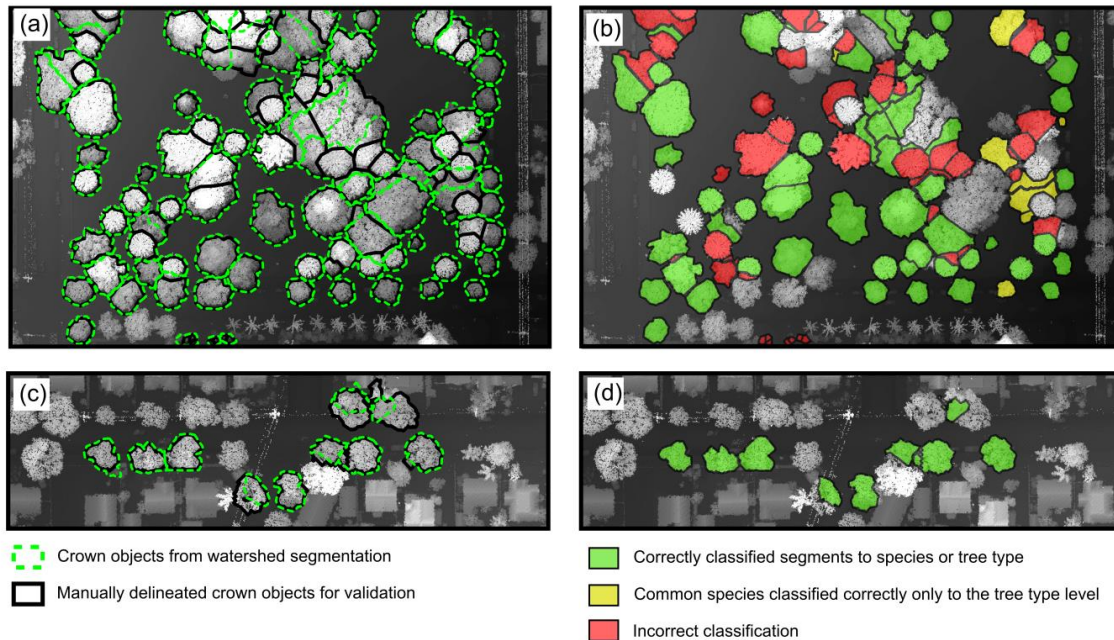 (a)
(b)
(c)
(d)
Crown objects from watershed segmentation
Manually delineated crown objects for validation
Correctly classified segments to species or tree type
Common species classified correctly only to the tree type level
Incorrect classification